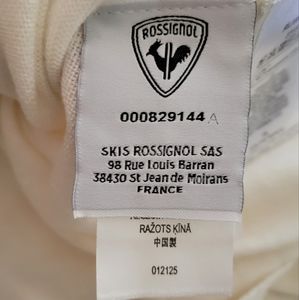 ROSSIGNOL
000829144 A
SKIS ROSSIGNOL SAS
98 Rue Louis Barran
38430 St Jean de Moirans
FRANCE
RAŽOTS ĶĪNĀ
中国製
012125